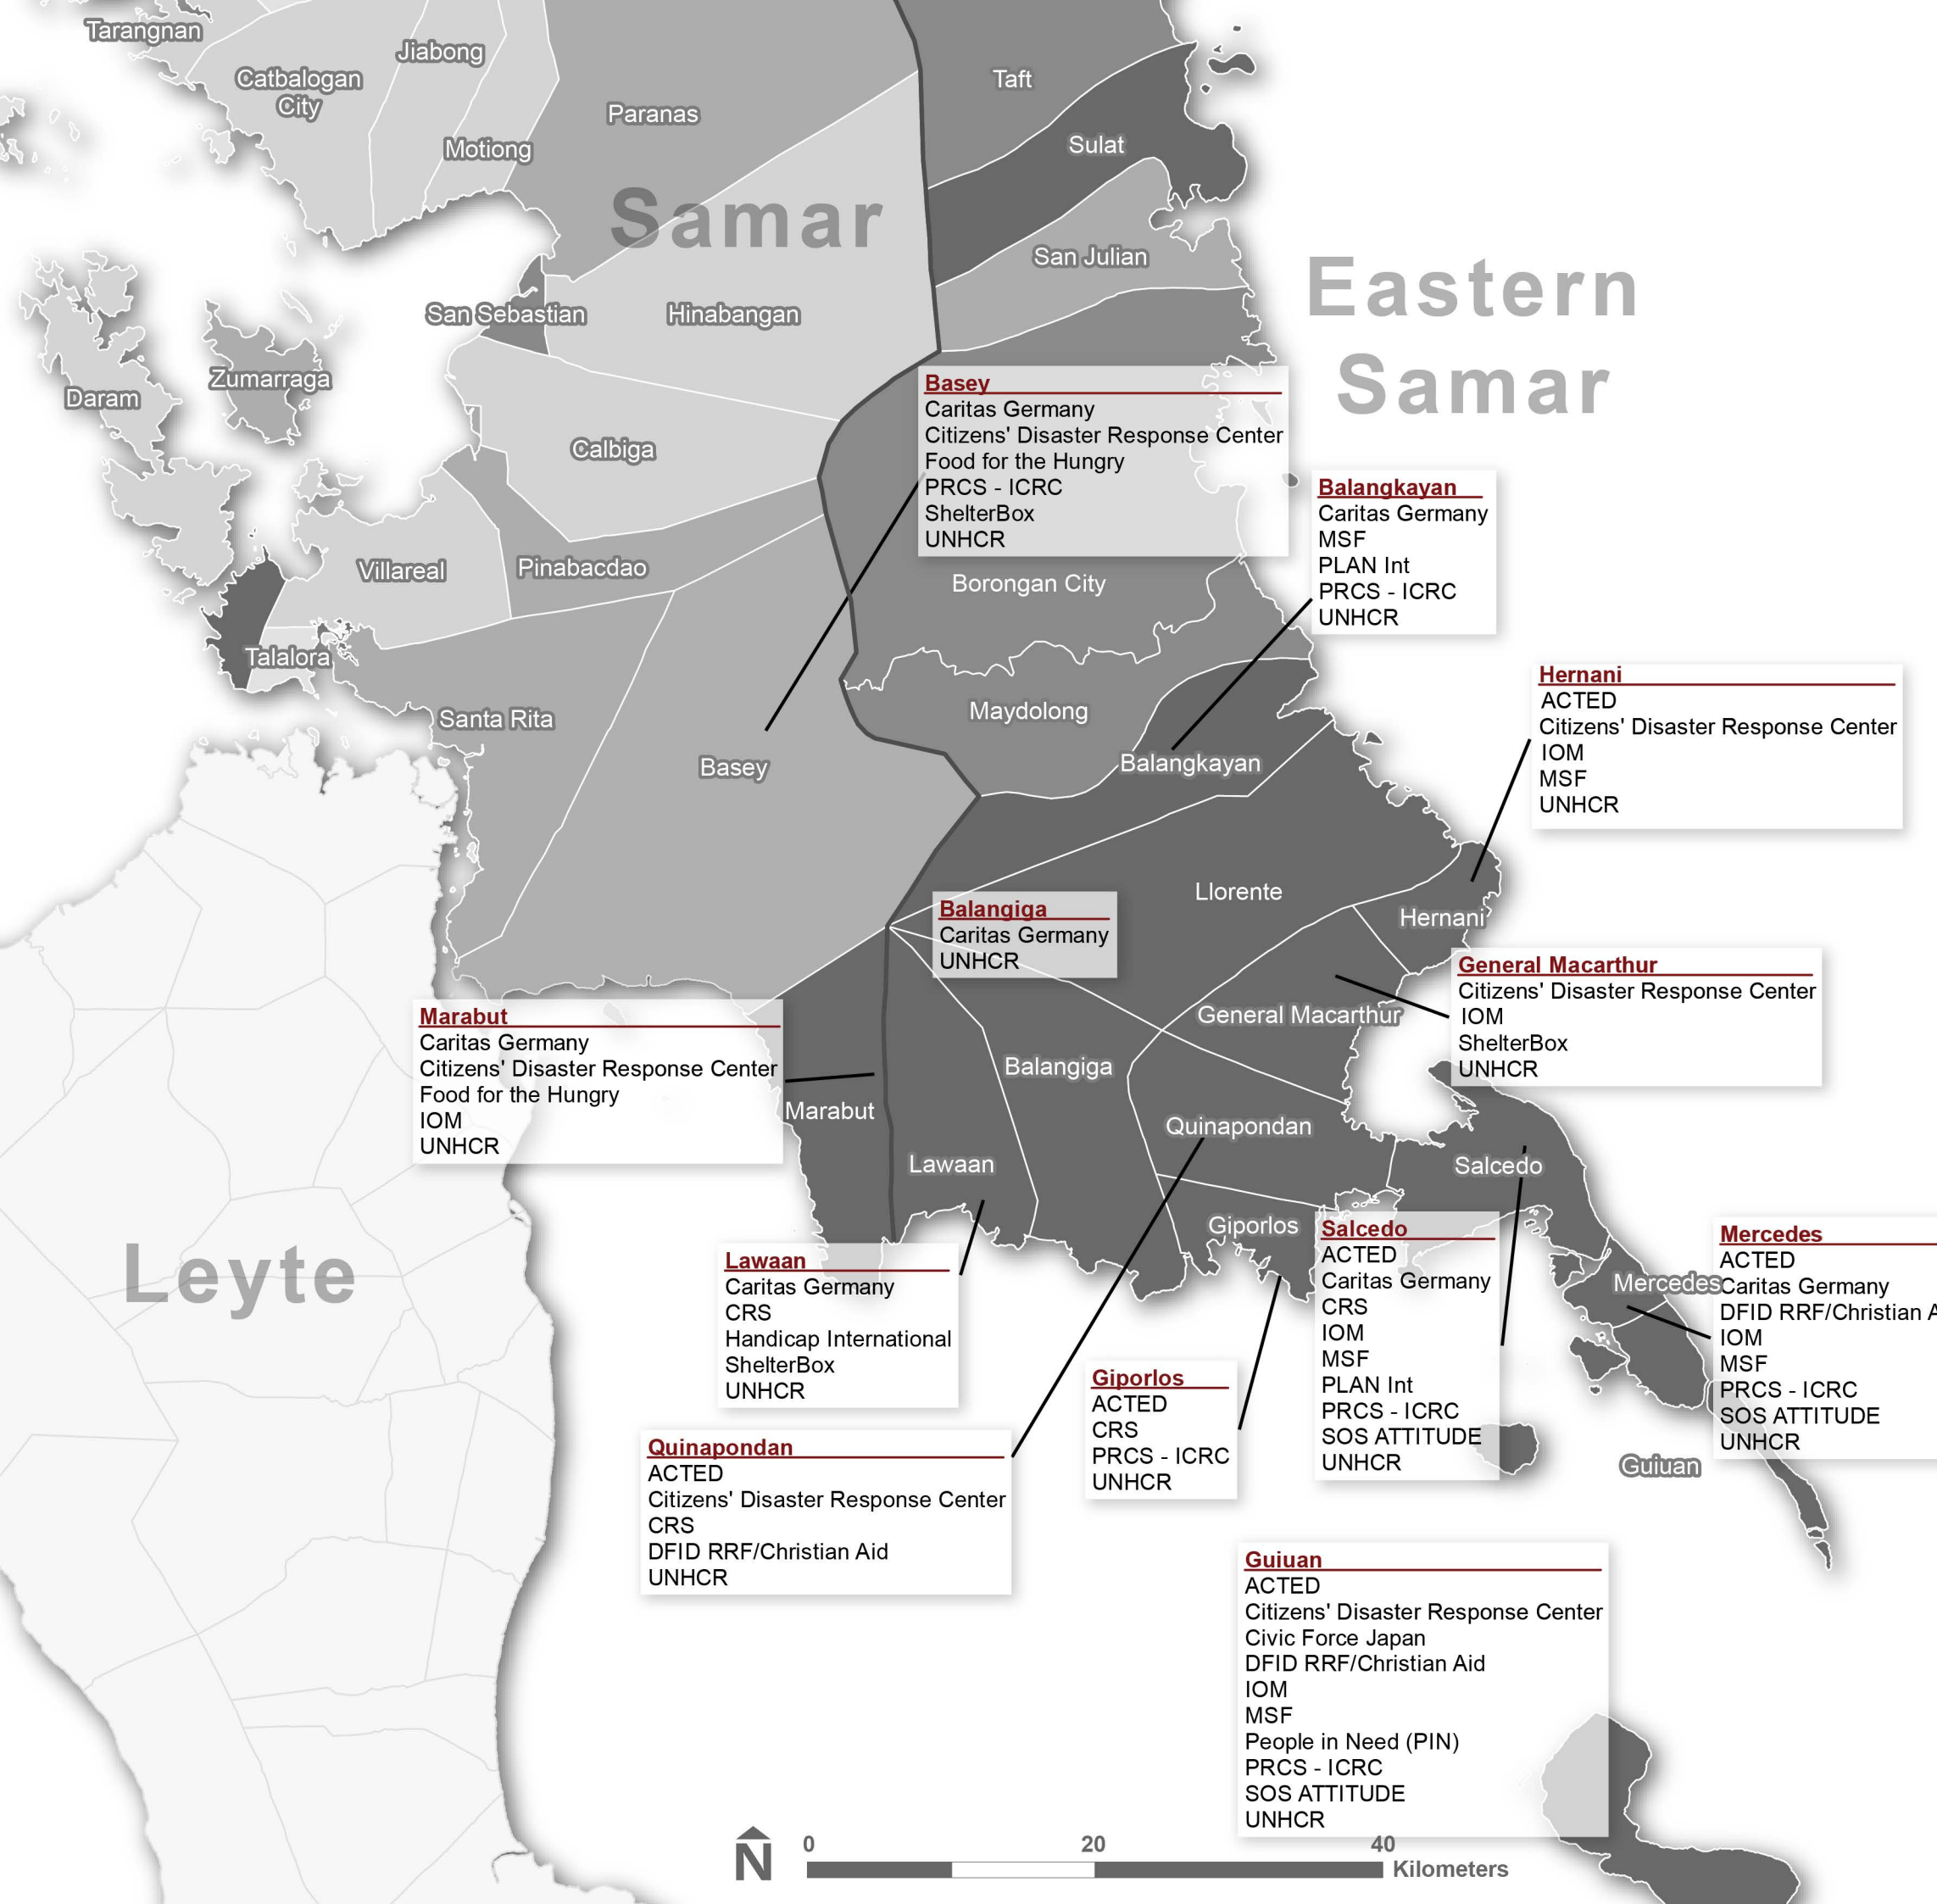 Tarangnan
Jiabong
Catbalogan
City
Motiong
Paranas
Taft
Sulat
Samar
San Julian
Eastern
Samar
San Sebastian
Hinabangan
Daram
Zumarraga
Calbiga
Basey
Caritas Germany
Citizens' Disaster Response Center
Food for the Hungry
PRCS - ICRC
ShelterBox
UNHCR
Balangkayan
Caritas Germany
MSF
PLAN Int
PRCS - ICRC
UNHCR
Villareal
Pinabacdao
Borongan City
Talalora
Santa Rita
Maydolong
Basey
Balangkayan
Hernani
ACTED
Citizens' Disaster Response Center
IOM
MSF
UNHCR
Llorente
Hernani
Balangiga
Caritas Germany
UNHCR
General Macarthur
Citizens' Disaster Response Center
IOM
ShelterBox
UNHCR
General Macarthur
Marabut
Caritas Germany
Citizens' Disaster Response Center
Food for the Hungry
IOM
UNHCR
Marabut
Balangiga
Quinapondan
Lawaan
Salcedo
Giporlos
Leyte
Lawaan
Caritas Germany
CRS
Handicap International
ShelterBox
UNHCR
Salcedo
ACTED
Caritas Germany
CRS
IOM
MSF
PLAN Int
PRCS - ICRC
SOS ATTITUDE
UNHCR
Mercedes
Mercedes
ACTED
Caritas Germany
DFID RRF/Christian A
IOM
MSF
PRCS - ICRC
SOS ATTITUDE
UNHCR
Giporlos
ACTED
CRS
PRCS - ICRC
UNHCR
Guiuan
Quinapondan
ACTED
Citizens' Disaster Response Center
CRS
DFID RRF/Christian Aid
UNHCR
Guiuan
ACTED
Citizens' Disaster Response Center
Civic Force Japan
DFID RRF/Christian Aid
IOM
MSF
People in Need (PIN)
PRCS - ICRC
SOS ATTITUDE
UNHCR
N
0 20 40
Kilometers